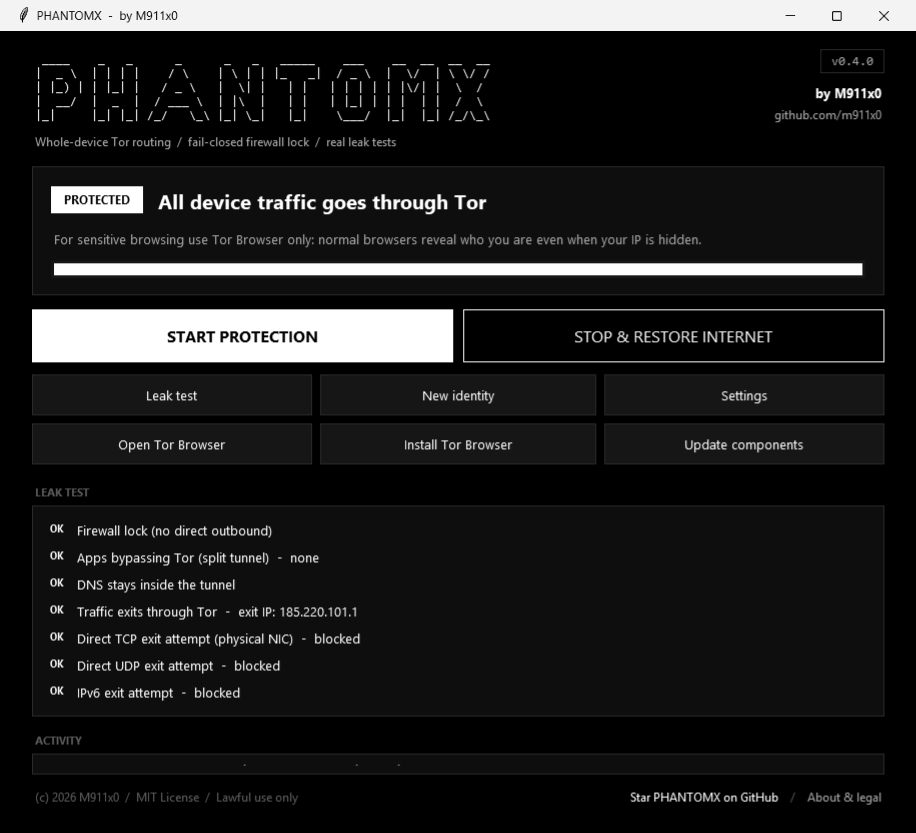 PHANTOMX - by M911x0
PHANTOMX
v0.4.0
by M911x0
github.com/m911x0
Whole-device Tor routing / fail-closed firewall lock / real leak tests
PROTECTED
All device traffic goes through Tor
For sensitive browsing use Tor Browser only: normal browsers reveal who you are even when your IP is hidden.
START PROTECTION
STOP & RESTORE INTERNET
Leak test
New identity
Settings
Open Tor Browser
Install Tor Browser
Update components
LEAK TEST
OK Firewall lock (no direct outbound)
OK Apps bypassing Tor (split tunnel) - none
OK DNS stays inside the tunnel
OK Traffic exits through Tor - exit IP: 185.220.101.1
OK Direct TCP exit attempt (physical NIC) - blocked
OK Direct UDP exit attempt - blocked
OK IPv6 exit attempt - blocked
ACTIVITY
(c) 2026 M911x0 / MIT License / Lawful use only
Star PHANTOMX on GitHub / About & legal